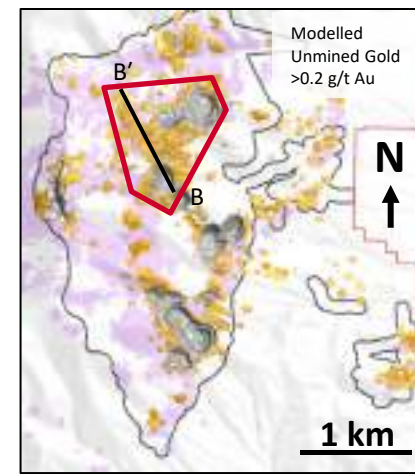 Modelled
Unmined Gold
>0.2 g/t Au
B’
B
N
1 km